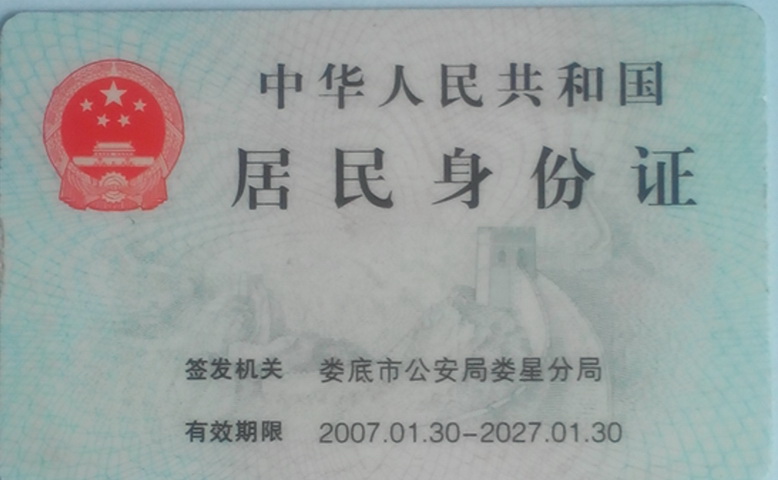 中华人民共和国
居民身份证
签发机关 娄底市公安局娄星分局
有效期限 2007.01.30-2027.01.30